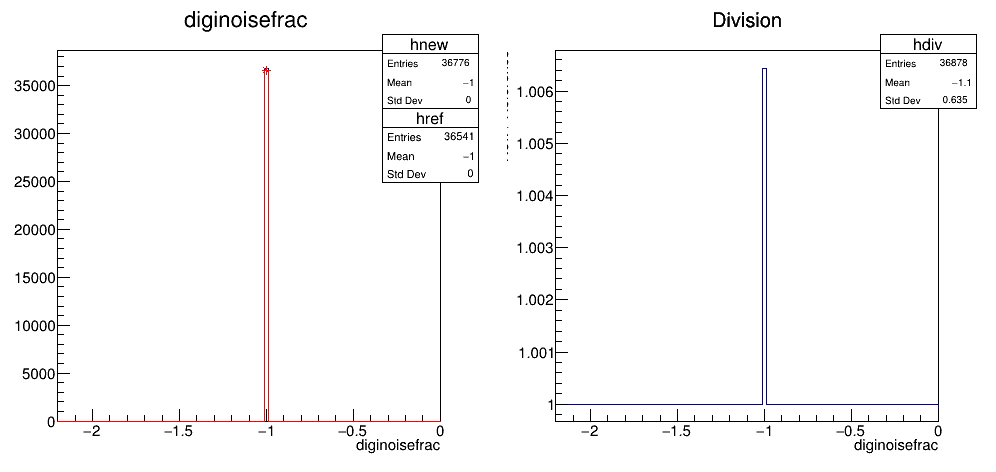 diginoisefrac
hnew
Entries 36776
Mean −1
Std Dev 0
href
Entries 36541
Mean −1
Std Dev 0
35000
30000
25000
20000
15000
10000
5000
0
−2 −1.5 −1 −0.5 0
diginoisefrac
Division
hdiv
Entries 36878
Mean −1.1
Std Dev 0.635
1.006
1.005
1.004
1.003
1.002
1.001
1
−2 −1.5 −1 −0.5 0
diginoisefrac